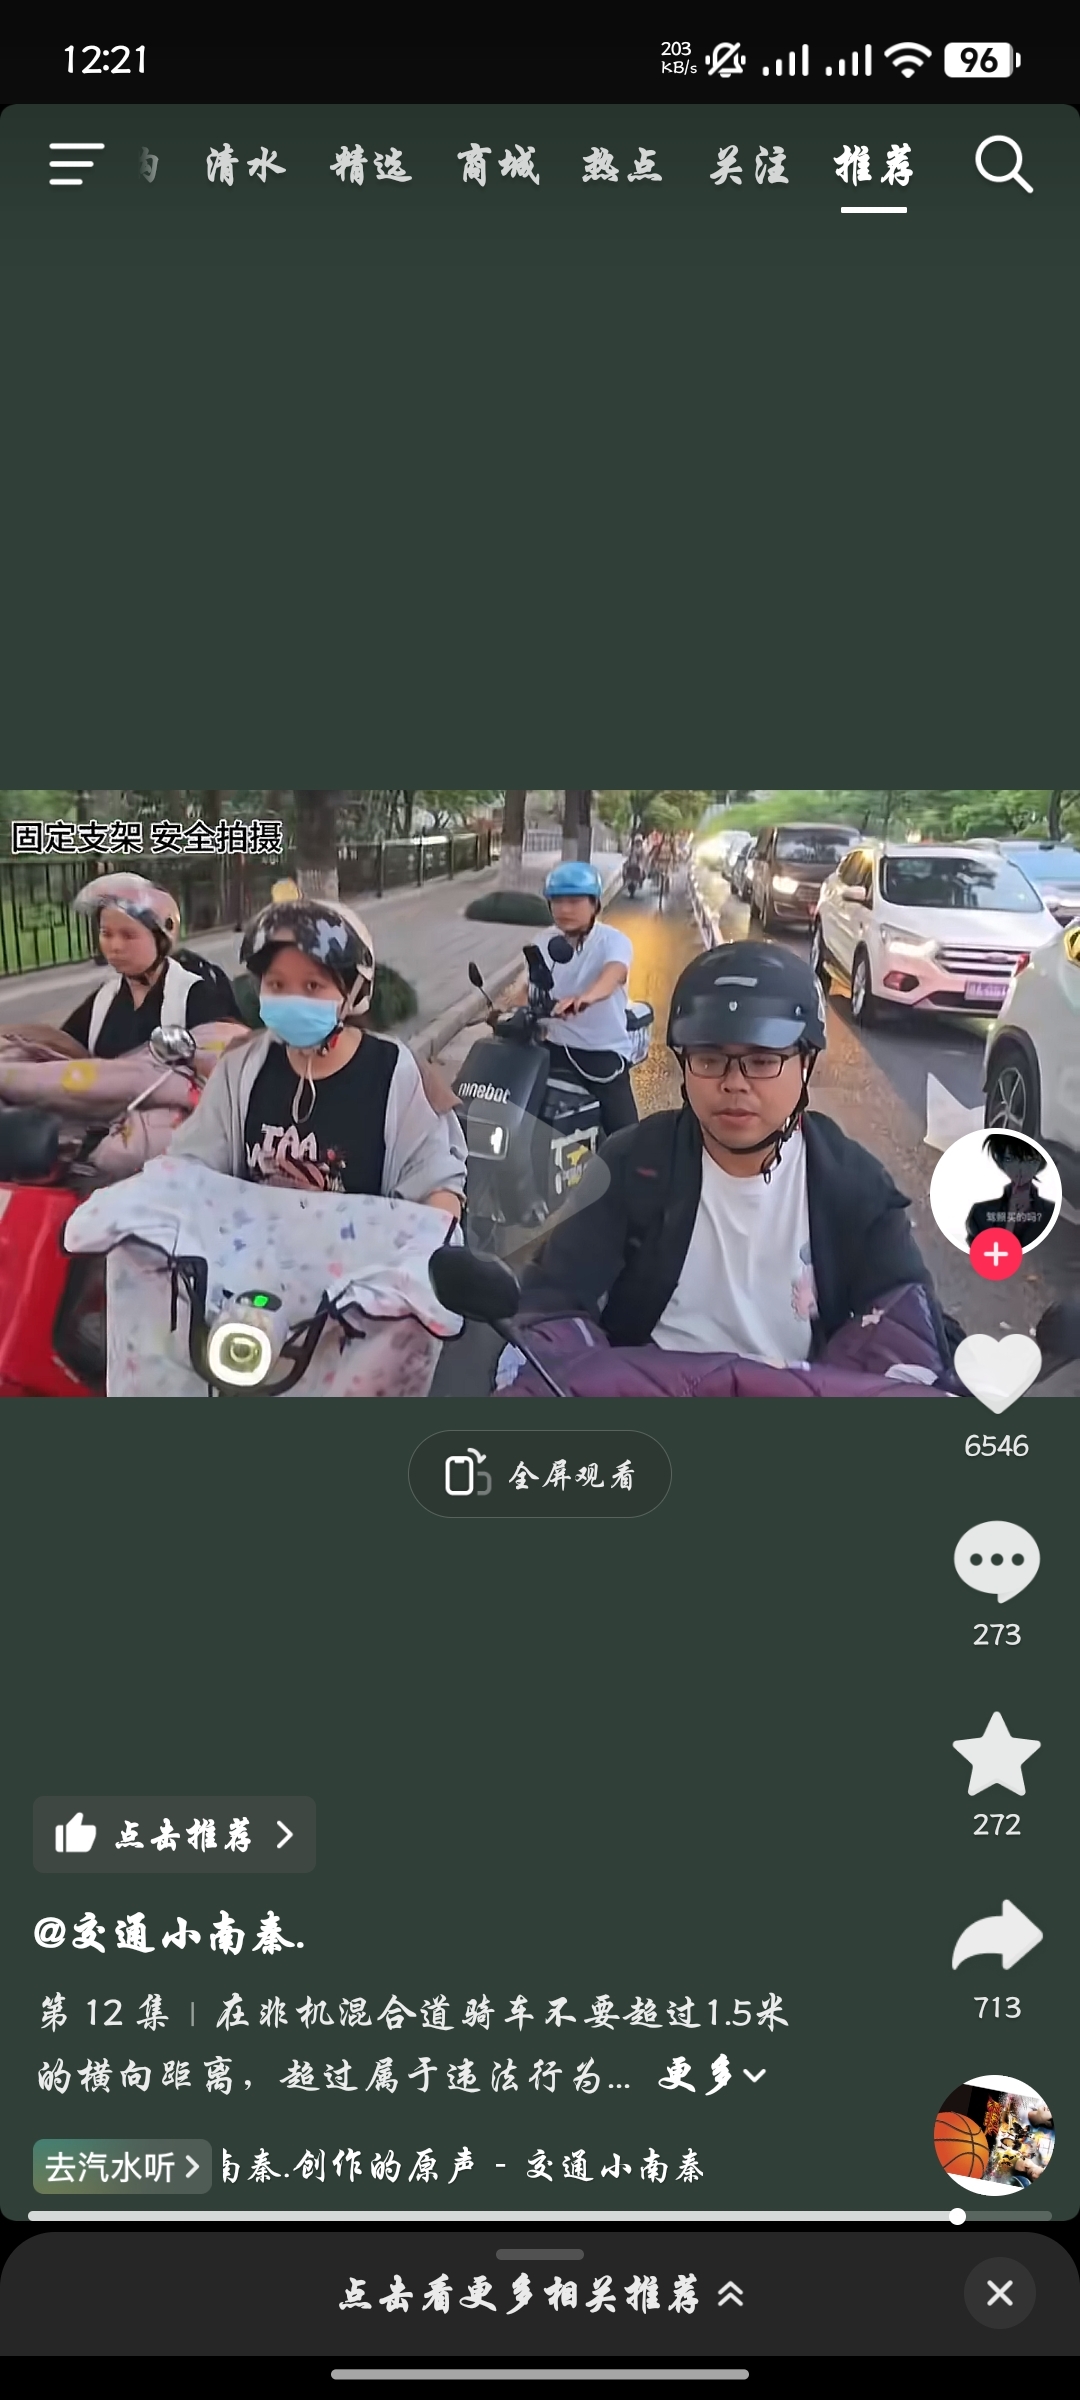 12:21
203
KB/s
96
清水 精选 商城 热点 关注 推荐
固定支架 安全拍摄
ninebot
驾照买的吗?
6546
全屏观看
273
272
点击推荐
@交通小南秦.
713
第 12 集 | 在非机混合道骑车不要超过1.5米
的横向距离，超过属于违法行为... 更多
去汽水听 秦.创作的原声 - 交通小南秦
点击看更多相关推荐